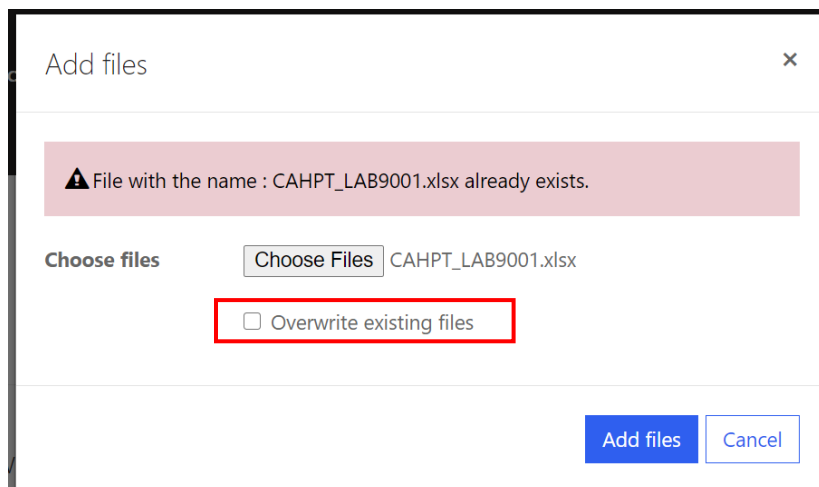 Add files
×
File with the name : CAHPT_LAB9001.xlsx already exists.
Choose files
Choose Files CAHPT_LAB9001.xlsx
Overwrite existing files
Add files
Cancel